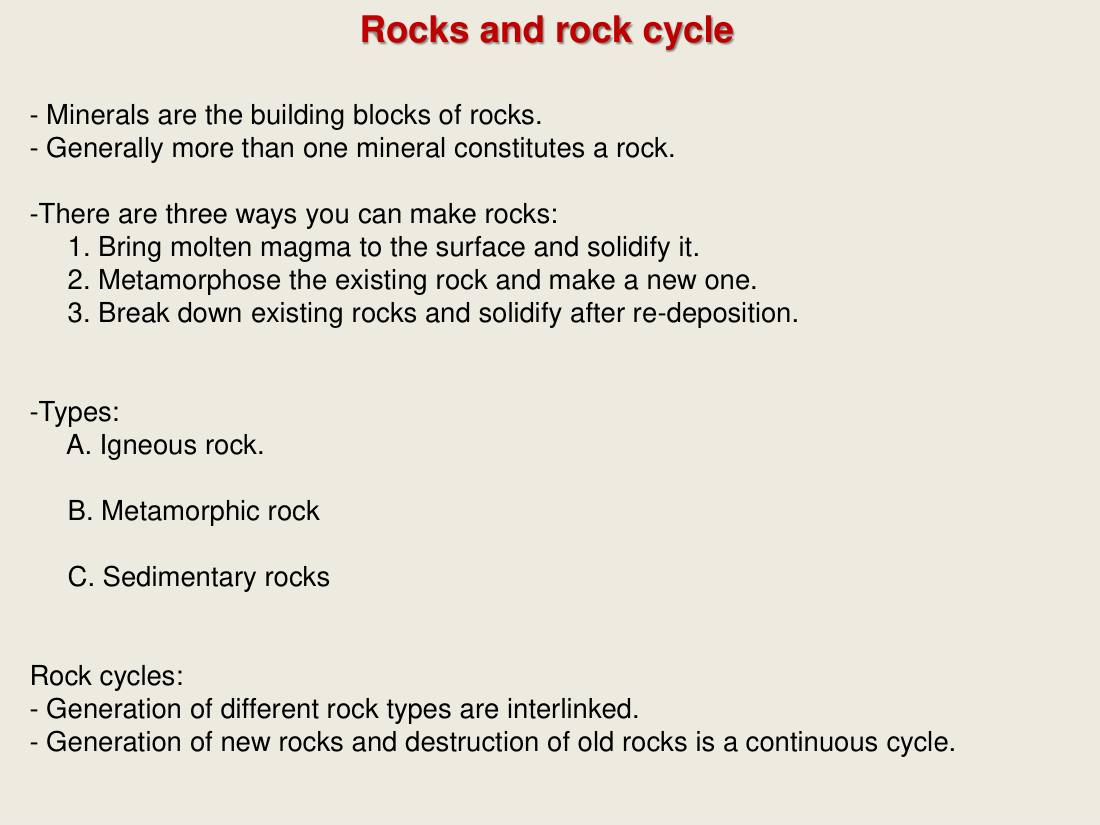 Rocks and rock cycle
- Minerals are the building blocks of rocks.
- Generally more than one mineral constitutes a rock.
-There are three ways you can make rocks:
1. Bring molten magma to the surface and solidify it.
2. Metamorphose the existing rock and make a new one.
3. Break down existing rocks and solidify after re-deposition.
-Types:
A. Igneous rock.
B. Metamorphic rock
C. Sedimentary rocks
Rock cycles:
- Generation of different rock types are interlinked.
- Generation of new rocks and destruction of old rocks is a continuous cycle.